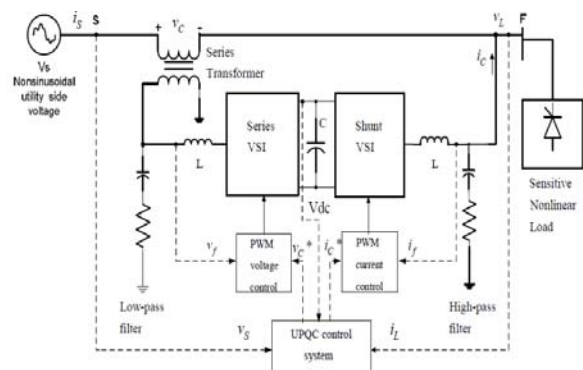 i_S S + v_C - v_L F
Vs
Nonsinusoidal
utility side
voltage
Series
Transformer
i_C
L
Series
VSI
C
Shunt
VSI
L
Vdc
Sensitive
Nonlinear
Load
v_f
PWM
voltage
control
v_C*
i_C*
PWM
current
control
i_f
Low-pass
filter
High-pass
filter
v_S
UPQC control
system
i_L